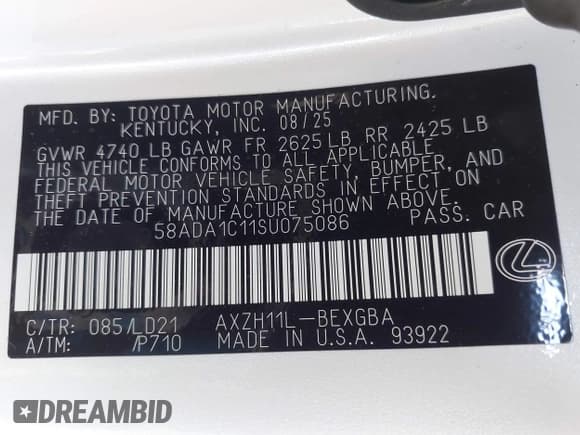 MFD. BY: TOYOTA MOTOR MANUFACTURING.
KENTUCKY, INC. 08/25
GVWR 4740 LB GAWR FR 2625 LB RR 2425 LB
THIS VEHICLE CONFORMS TO ALL APPLICABLE
FEDERAL MOTOR VEHICLE SAFETY, BUMPER, AND
THEFT PREVENTION STANDARDS IN EFFECT ON
THE DATE OF MANUFACTURE SHOWN ABOVE.
58ADA1C11SU075086 PASS. CAR
C/TR: 085/LD21 AXZH11L-BEXGBA
A/TM: /P710 MADE IN U.S.A. 93922
DREAMBID